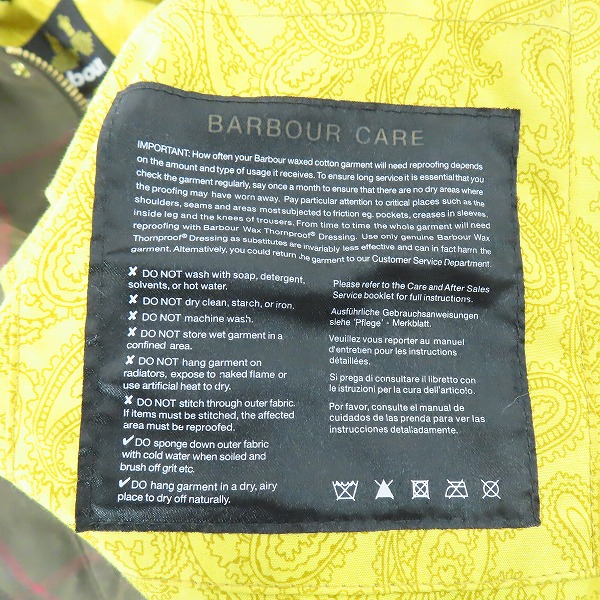 bour
BARBOUR CARE
IMPORTANT: How often your Barbour waxed cotton garment will need reproofing depends
on the amount and type of usage it receives. To ensure long service it is essential that you
check the garment regularly, say once a month to ensure that there are no dry areas where
the proofing may have worn away. Pay particular attention to critical places such as the
shoulders, seams and areas most subjected to friction eg. pockets, creases in sleeves,
inside leg and the knees of trousers. From time to time the whole garment will need
reproofing with Barbour Wax Thornproof® Dressing. Use only genuine Barbour Wax
Thornproof® Dressing as substitutes are invariably less effective and can in fact harm the
garment. Alternatively, you could return the garment to our Customer Service Department.
✗ DO NOT wash with soap, detergent,
solvents, or hot water.
✗ DO NOT dry clean, starch, or iron.
✗ DO NOT machine wash.
✗ DO NOT store wet garment in a
confined area.
✗ DO NOT hang garment on
radiators, expose to naked flame or
use artificial heat to dry.
✗ DO NOT stitch through outer fabric.
If items must be stitched, the affected
area must be reproofed.
✓ DO sponge down outer fabric
with cold water when soiled and
brush off grit etc.
✓ DO hang garment in a dry, airy
place to dry off naturally.
Please refer to the Care and After Sales
Service booklet for full instructions.
Ausführliche Gebrauchsanweisungen
siehe 'Pflege' - Merkblatt.
Veuillez vous reporter au manuel
d'entretien pour les instructions
détaillées.
Si prega di consultare il libretto con
le istruzioni per la cura dell'articolo.
Por favor, consulte el manual de
cuidados de las prenda para ver las
instrucciones detalladamente.